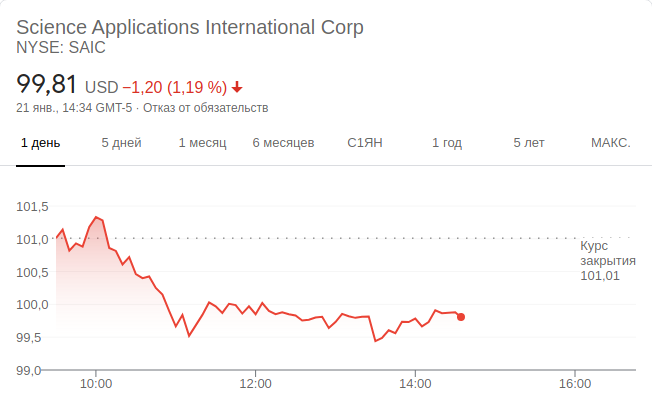 Science Applications International Corp
NYSE: SAIC
99,81 USD −1,20 (1,19 %)
21 янв., 14:34 GMT-5 · Отказ от обязательств
1 день 5 дней 1 месяц 6 месяцев С1ЯН 1 год 5 лет МАКС.
101,5
101,0
Курс
закрытия
101,01
100,5
100,0
99,5
99,0
10:00 12:00 14:00 16:00